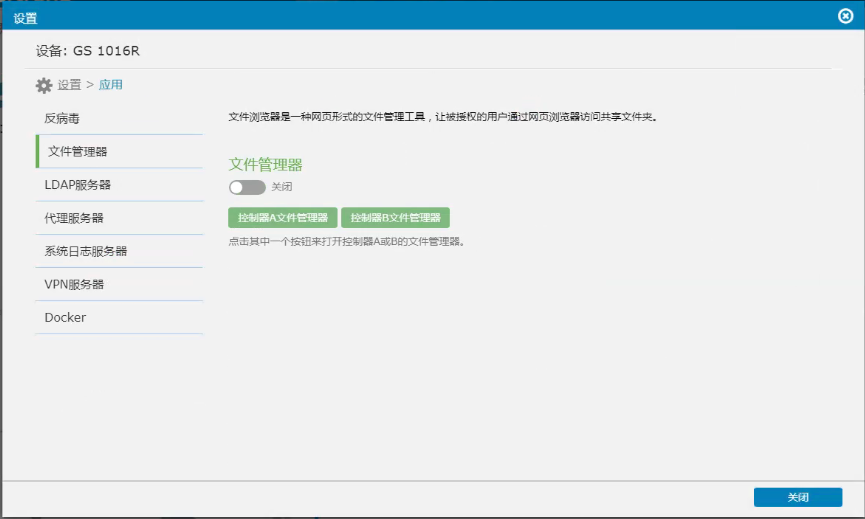 设置
设备: GS 1016R
设置 > 应用
反病毒
文件管理器
LDAP服务器
代理服务器
系统日志服务器
VPN服务器
Docker
文件浏览器是一种网页形式的文件管理工具，让被授权的用户通过网页浏览器访问共享文件夹。
文件管理器
关闭
控制器A文件管理器 控制器B文件管理器
点击其中一个按钮来打开控制器A或B的文件管理器。
关闭